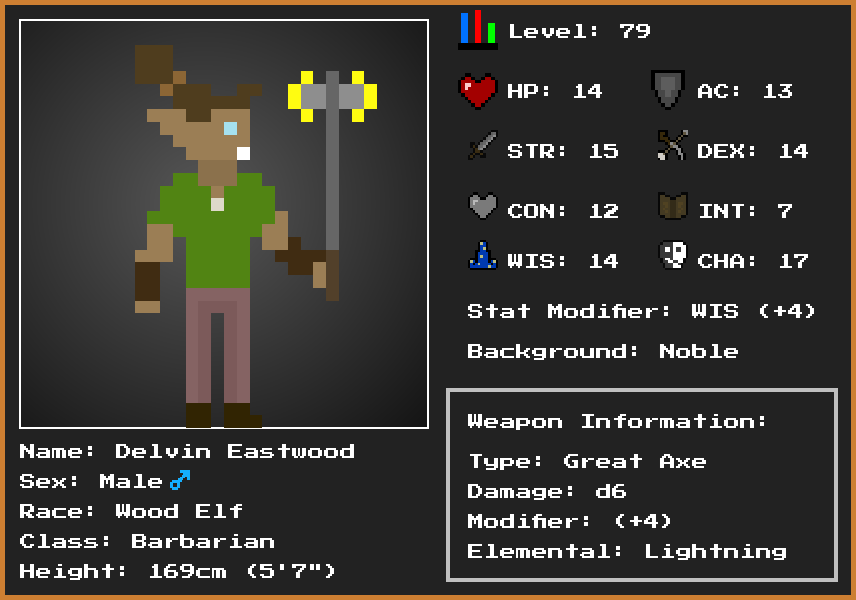 Level: 79
HP: 14 AC: 13
STR: 15 DEX: 14
CON: 12 INT: 7
WIS: 14 CHA: 17
Stat Modifier: WIS (+4)
Background: Noble
Weapon Information:
Type: Great Axe
Damage: d6
Modifier: (+4)
Elemental: Lightning
Name: Delvin Eastwood
Sex: Male♂
Race: Wood Elf
Class: Barbarian
Height: 169cm (5'7")